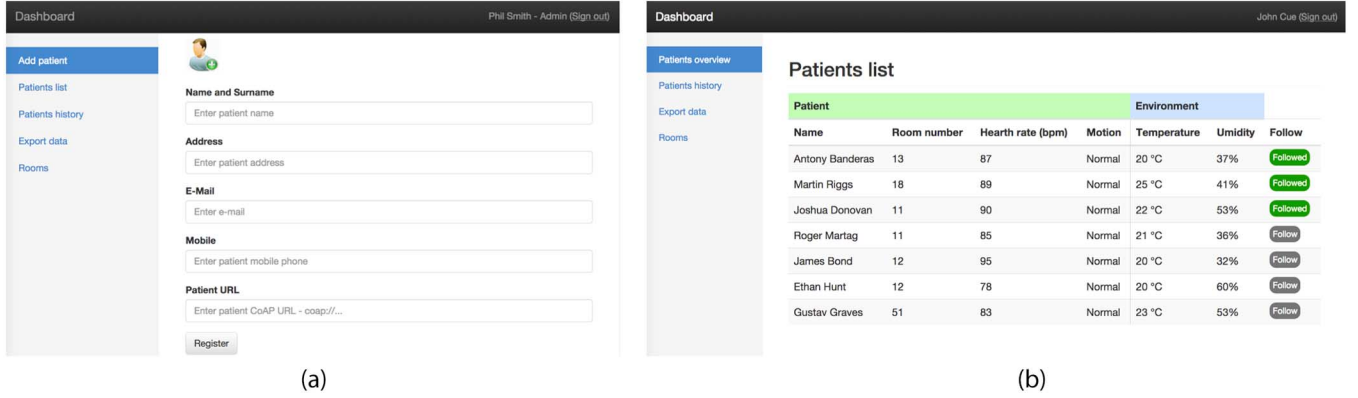 Dashboard
Phil Smith - Admin (Sign out)
Add patient
Patients list
Patients history
Export data
Rooms
Name and Surname
Enter patient name
Address
Enter patient address
E-Mail
Enter e-mail
Mobile
Enter patient mobile phone
Patient URL
Enter patient CoAP URL - coap://...
Register
(a)
Dashboard
John Cue (Sign out)
Patients overview
Patients history
Export data
Rooms
Patients list
Patient Environment
Name Room number Hearth rate (bpm) Motion Temperature Umidity Follow
Antony Banderas 13 87 Normal 20 °C 37% Followed
Martin Riggs 18 89 Normal 25 °C 41% Followed
Joshua Donovan 11 90 Normal 22 °C 53% Followed
Roger Martag 11 85 Normal 21 °C 36% Follow
James Bond 12 95 Normal 20 °C 32% Follow
Ethan Hunt 12 78 Normal 20 °C 60% Follow
Gustav Graves 51 83 Normal 23 °C 53% Follow
(b)